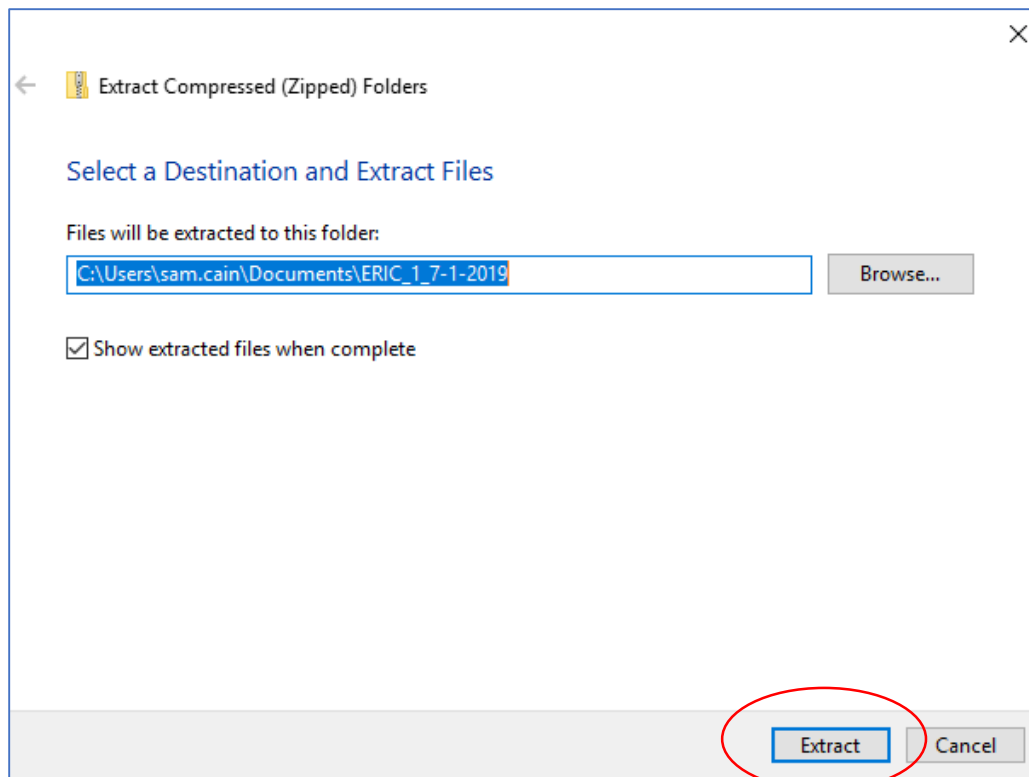 Extract Compressed (Zipped) Folders
Select a Destination and Extract Files
Files will be extracted to this folder:
C:\Users\sam.cain\Documents\ERIC_1_7-1-2019
Browse...
Show extracted files when complete
Extract
Cancel